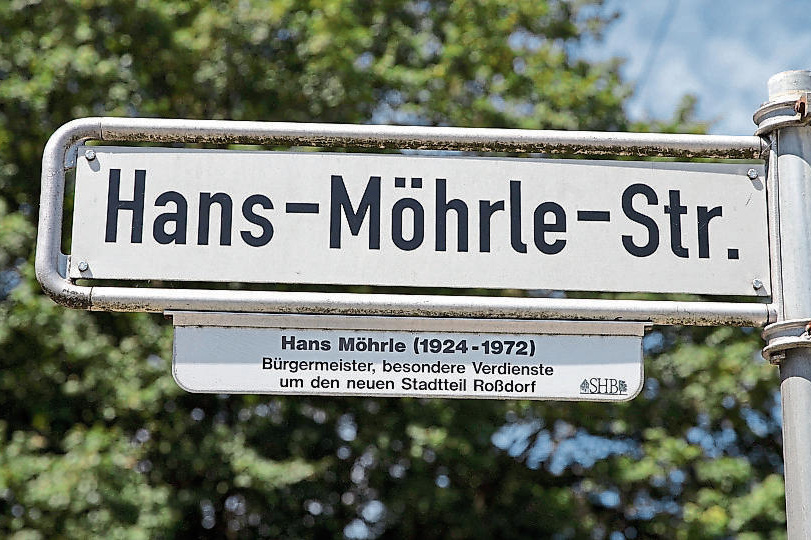 Hans-Möhrle-Str.
Hans Möhrle (1924-1972)
Bürgermeister, besondere Verdienste
um den neuen Stadtteil Roßdorf
SHB